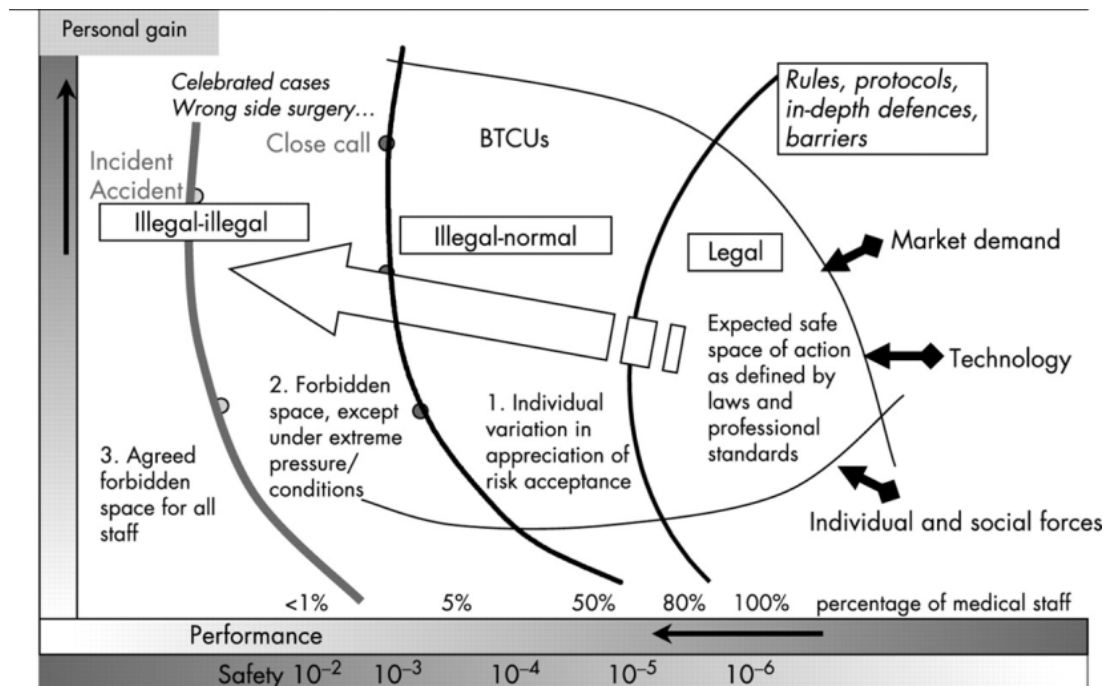 Personal gain
Celebrated cases
Wrong side surgery...
Close call
BTCUs
Rules, protocols,
in-depth defences,
barriers
Incident
Accident
Illegal-illegal
Illegal-normal
Legal
Market demand
Expected safe
space of action
as defined by
laws and
professional
standards
Technology
2. Forbidden
space, except
under extreme
pressure/
conditions
1. Individual
variation in
appreciation of
risk acceptance
3. Agreed
forbidden
space for all
staff
Individual and social forces
<1% 5% 50% 80% 100% percentage of medical staff
Performance
Safety 10⁻² 10⁻³ 10⁻⁴ 10⁻⁵ 10⁻⁶